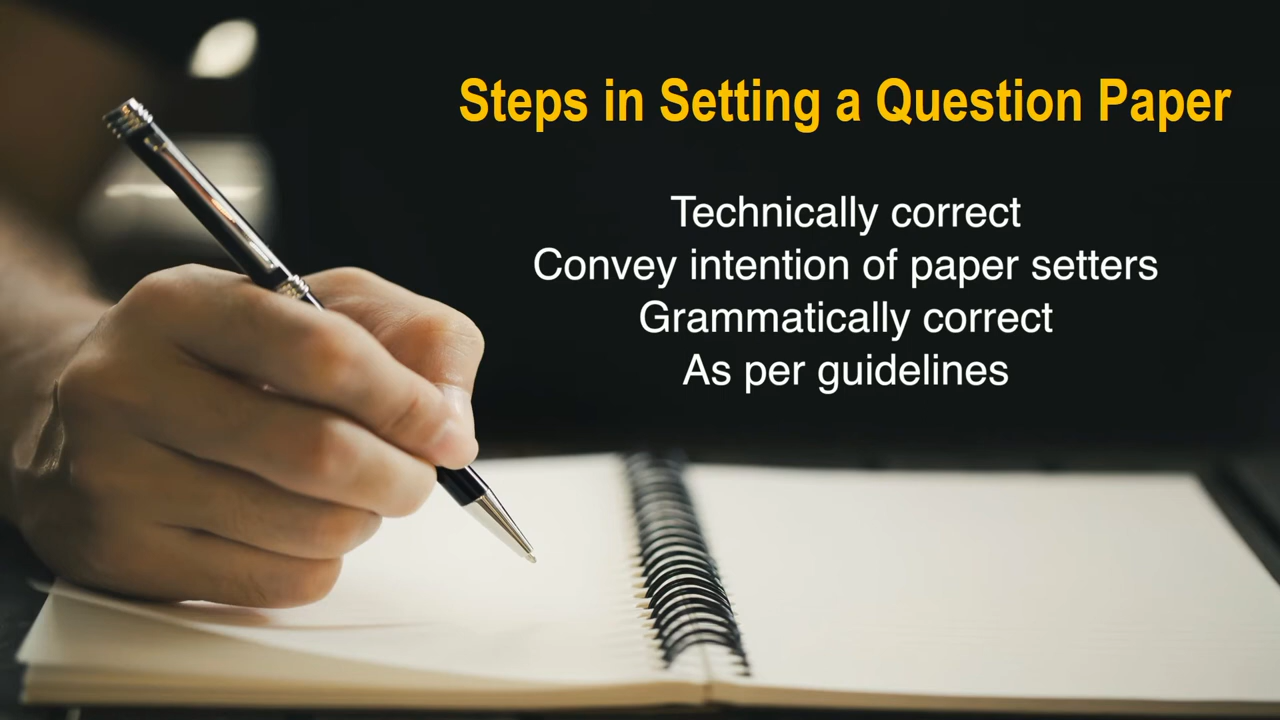 Steps in Setting a Question Paper
Technically correct
Convey intention of paper setters
Grammatically correct
As per guidelines